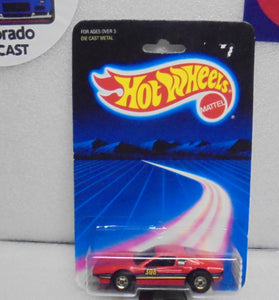 orado
CAST
FOR AGES OVER 3
DIE CAST METAL
Hot Wheels
MATTEL
308